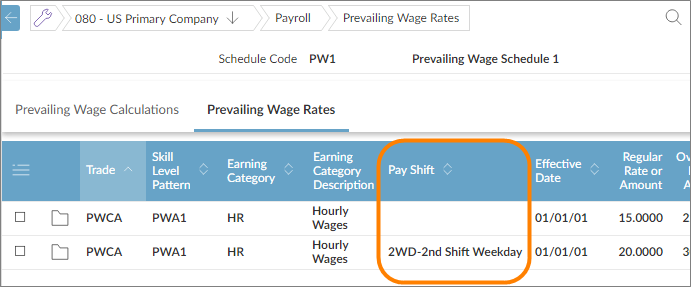 080 - US Primary Company Payroll Prevailing Wage Rates
Schedule Code PW1 Prevailing Wage Schedule 1
Prevailing Wage Calculations Prevailing Wage Rates
Trade
Skill
Level
Pattern
Earning
Category
Earning
Category
Description
Pay Shift
Effective
Date
Regular
Rate or
Amount
PWCA PWA1 HR Hourly Wages 01/01/01 15.0000 2
PWCA PWA1 HR Hourly Wages 2WD-2nd Shift Weekday 01/01/01 20.0000